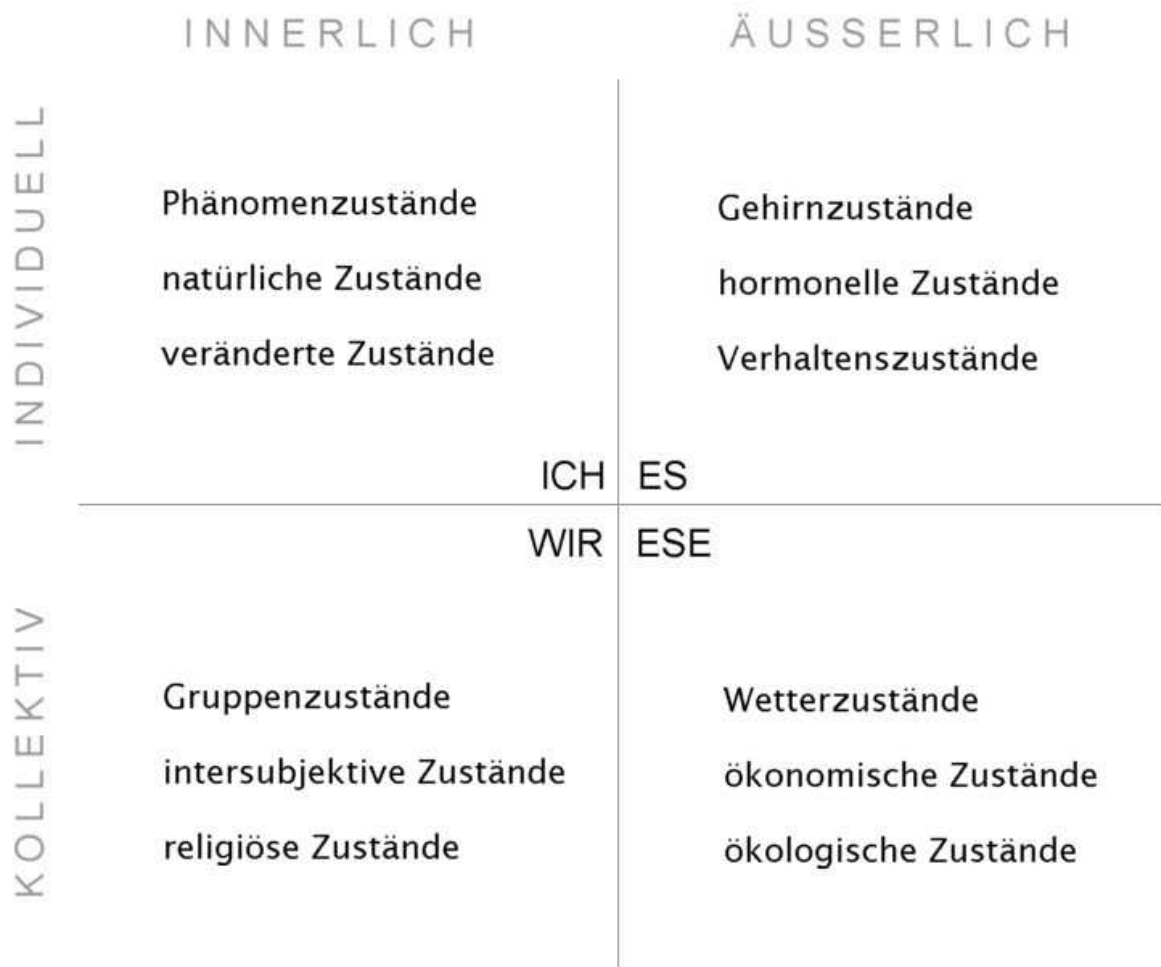 INNERLICH
ÄUSSERLICH
INDIVIDUELL
Phänomenzustände
natürliche Zustände
veränderte Zustände
Gehirnzustände
hormonelle Zustände
Verhaltenszustände
ICH
ES
WIR
ESE
KOLLEKTIV
Gruppenzustände
intersubjektive Zustände
religiöse Zustände
Wetterzustände
ökonomische Zustände
ökologische Zustände